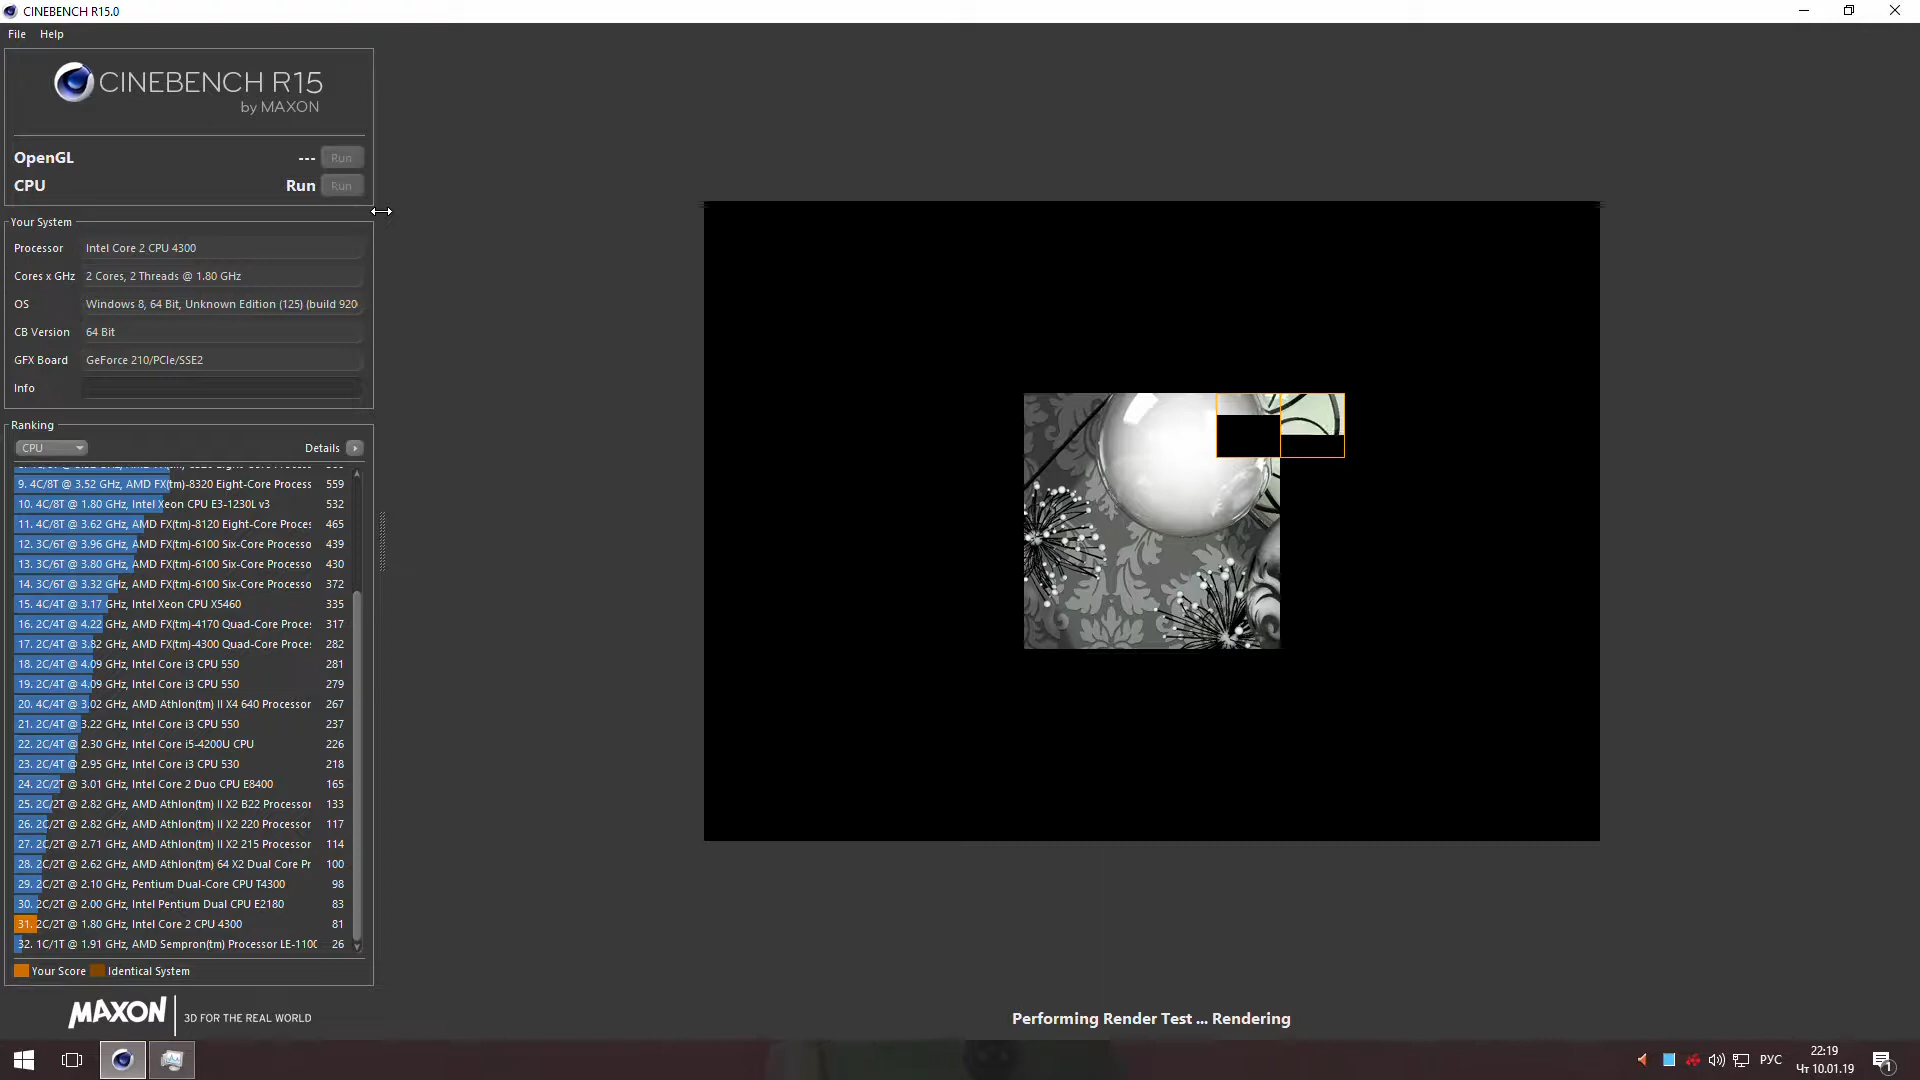 CINEBENCH R15.0
File Help
CINEBENCH R15
by MAXON
OpenGL --- Run
CPU Run Run
Your System
Processor Intel Core 2 CPU 4300
Cores x GHz 2 Cores, 2 Threads @ 1.80 GHz
OS Windows 8, 64 Bit, Unknown Edition (125) (build 920
CB Version 64 Bit
GFX Board GeForce 210/PCIe/SSE2
Info
Ranking
CPU Details
9. 4C/8T @ 3.52 GHz, AMD FX(tm)-8320 Eight-Core Process 559
10. 4C/8T @ 1.80 GHz, Intel Xeon CPU E3-1230L v3 532
11. 4C/8T @ 3.62 GHz, AMD FX(tm)-8120 Eight-Core Proces 465
12. 3C/6T @ 3.96 GHz, AMD FX(tm)-6100 Six-Core Processo 439
13. 3C/6T @ 3.80 GHz, AMD FX(tm)-6100 Six-Core Processo 430
14. 3C/6T @ 3.32 GHz, AMD FX(tm)-6100 Six-Core Processo 372
15. 4C/4T @ 3.17 GHz, Intel Xeon CPU X5460 335
16. 2C/4T @ 4.22 GHz, AMD FX(tm)-4170 Quad-Core Proce 317
17. 2C/4T @ 3.82 GHz, AMD FX(tm)-4300 Quad-Core Proce 282
18. 2C/4T @ 4.09 GHz, Intel Core i3 CPU 550 281
19. 2C/4T @ 4.09 GHz, Intel Core i3 CPU 550 279
20. 4C/4T @ 3.02 GHz, AMD Athlon(tm) II X4 640 Processor 267
21. 2C/4T @ 3.22 GHz, Intel Core i3 CPU 550 237
22. 2C/4T @ 2.30 GHz, Intel Core i5-4200U CPU 226
23. 2C/4T @ 2.95 GHz, Intel Core i3 CPU 530 218
24. 2C/2T @ 3.01 GHz, Intel Core 2 Duo CPU E8400 165
25. 2C/2T @ 2.82 GHz, AMD Athlon(tm) II X2 B22 Processor 133
26. 2C/2T @ 2.82 GHz, AMD Athlon(tm) II X2 220 Processor 117
27. 2C/2T @ 2.71 GHz, AMD Athlon(tm) II X2 215 Processor 114
28. 2C/2T @ 2.62 GHz, AMD Athlon(tm) 64 X2 Dual Core Pr 100
29. 2C/2T @ 2.10 GHz, Pentium Dual-Core CPU T4300 98
30. 2C/2T @ 2.00 GHz, Intel Pentium Dual CPU E2180 83
31. 2C/2T @ 1.80 GHz, Intel Core 2 CPU 4300 81
32. 1C/1T @ 1.91 GHz, AMD Sempron(tm) Processor LE-1100 26
Your Score Identical System
MAXON 3D FOR THE REAL WORLD
Performing Render Test ... Rendering
РУС
22:19
Чт 10.01.19
1